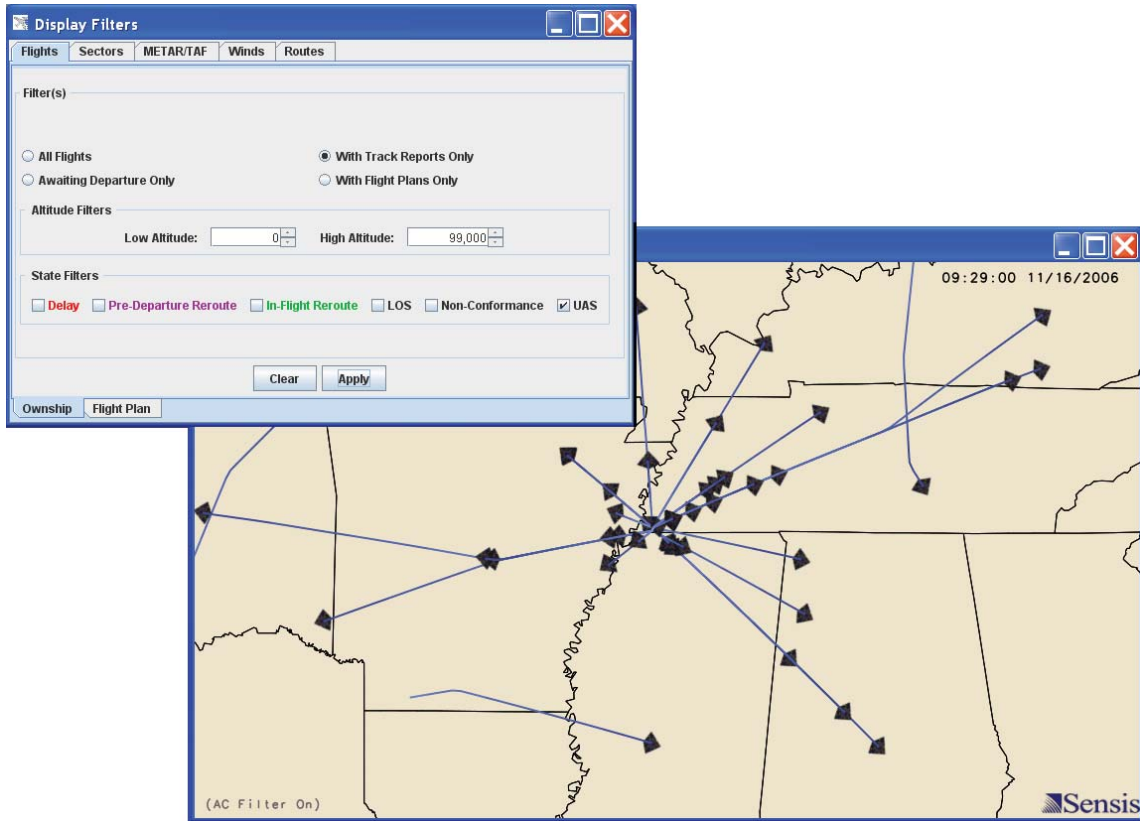 Display Filters
Flights Sectors METAR/TAF Winds Routes
Filter(s)
All Flights With Track Reports Only
Awaiting Departure Only With Flight Plans Only
Altitude Filters
Low Altitude: 0 High Altitude: 99,000
State Filters
Delay Pre-Departure Reroute In-Flight Reroute LOS Non-Conformance UAS
Clear Apply
Ownship Flight Plan
09:29:00 11/16/2006
(AC Filter On)
Sensis